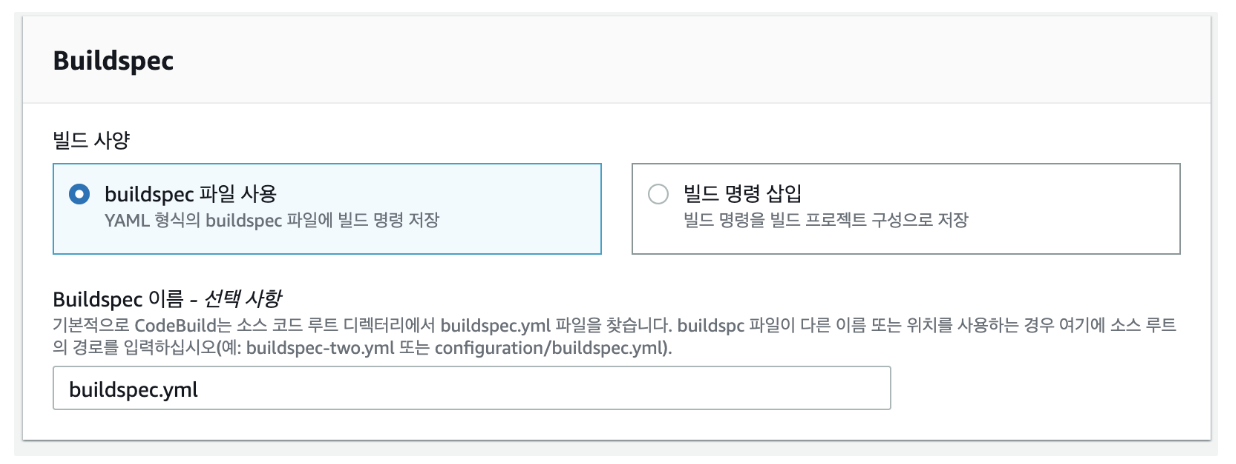 Buildspec
빌드 사양
buildspec 파일 사용
YAML 형식의 buildspec 파일에 빌드 명령 저장
빌드 명령 삽입
빌드 명령을 빌드 프로젝트 구성으로 저장
Buildspec 이름 - 선택 사항
기본적으로 CodeBuild는 소스 코드 루트 디렉터리에서 buildspec.yml 파일을 찾습니다. buildspc 파일이 다른 이름 또는 위치를 사용하는 경우 여기에 소스 루트
의 경로를 입력하십시오(예: buildspec-two.yml 또는 configuration/buildspec.yml).
buildspec.yml